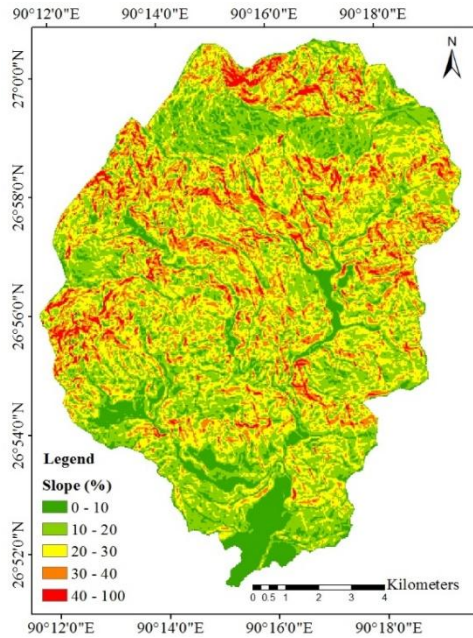 90°12'0"E 90°14'0"E 90°16'0"E 90°18'0"E
N
27°0'0"N
26°58'0"N
26°56'0"N
26°54'0"N
26°52'0"N
Legend
Slope (%)
0 - 10
10 - 20
20 - 30
30 - 40
40 - 100
Kilometers
0 0.5 1 2 3 4
90°12'0"E 90°14'0"E 90°16'0"E 90°18'0"E